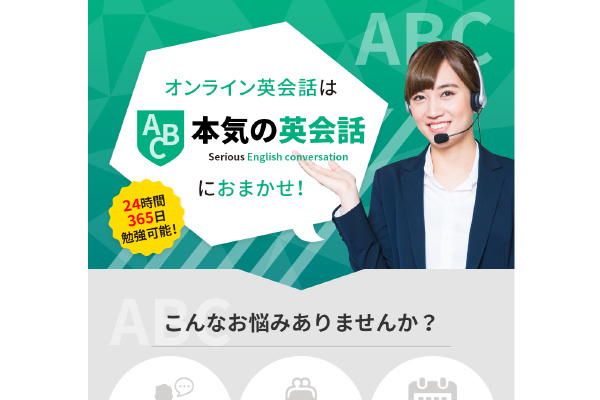 ABC
オンライン英会話は
ABC
本気の英会話
Serious English conversation
におまかせ！
24時間
365日
勉強可能！
ABC
こんなお悩みありませんか？